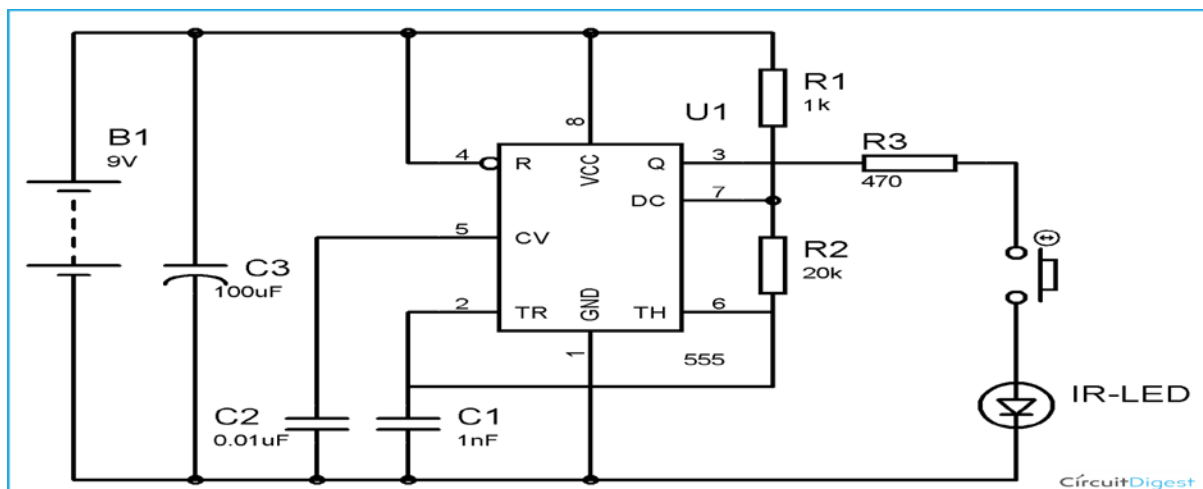 B1
9V
C3
100uF
C2
0.01uF
C1
1nF
4
5
2
8
1
3
7
6
R
CV
TR
VCC
GND
Q
DC
TH
U1
555
R1
1k
R2
20k
R3
470
IR-LED
CircuitDigest